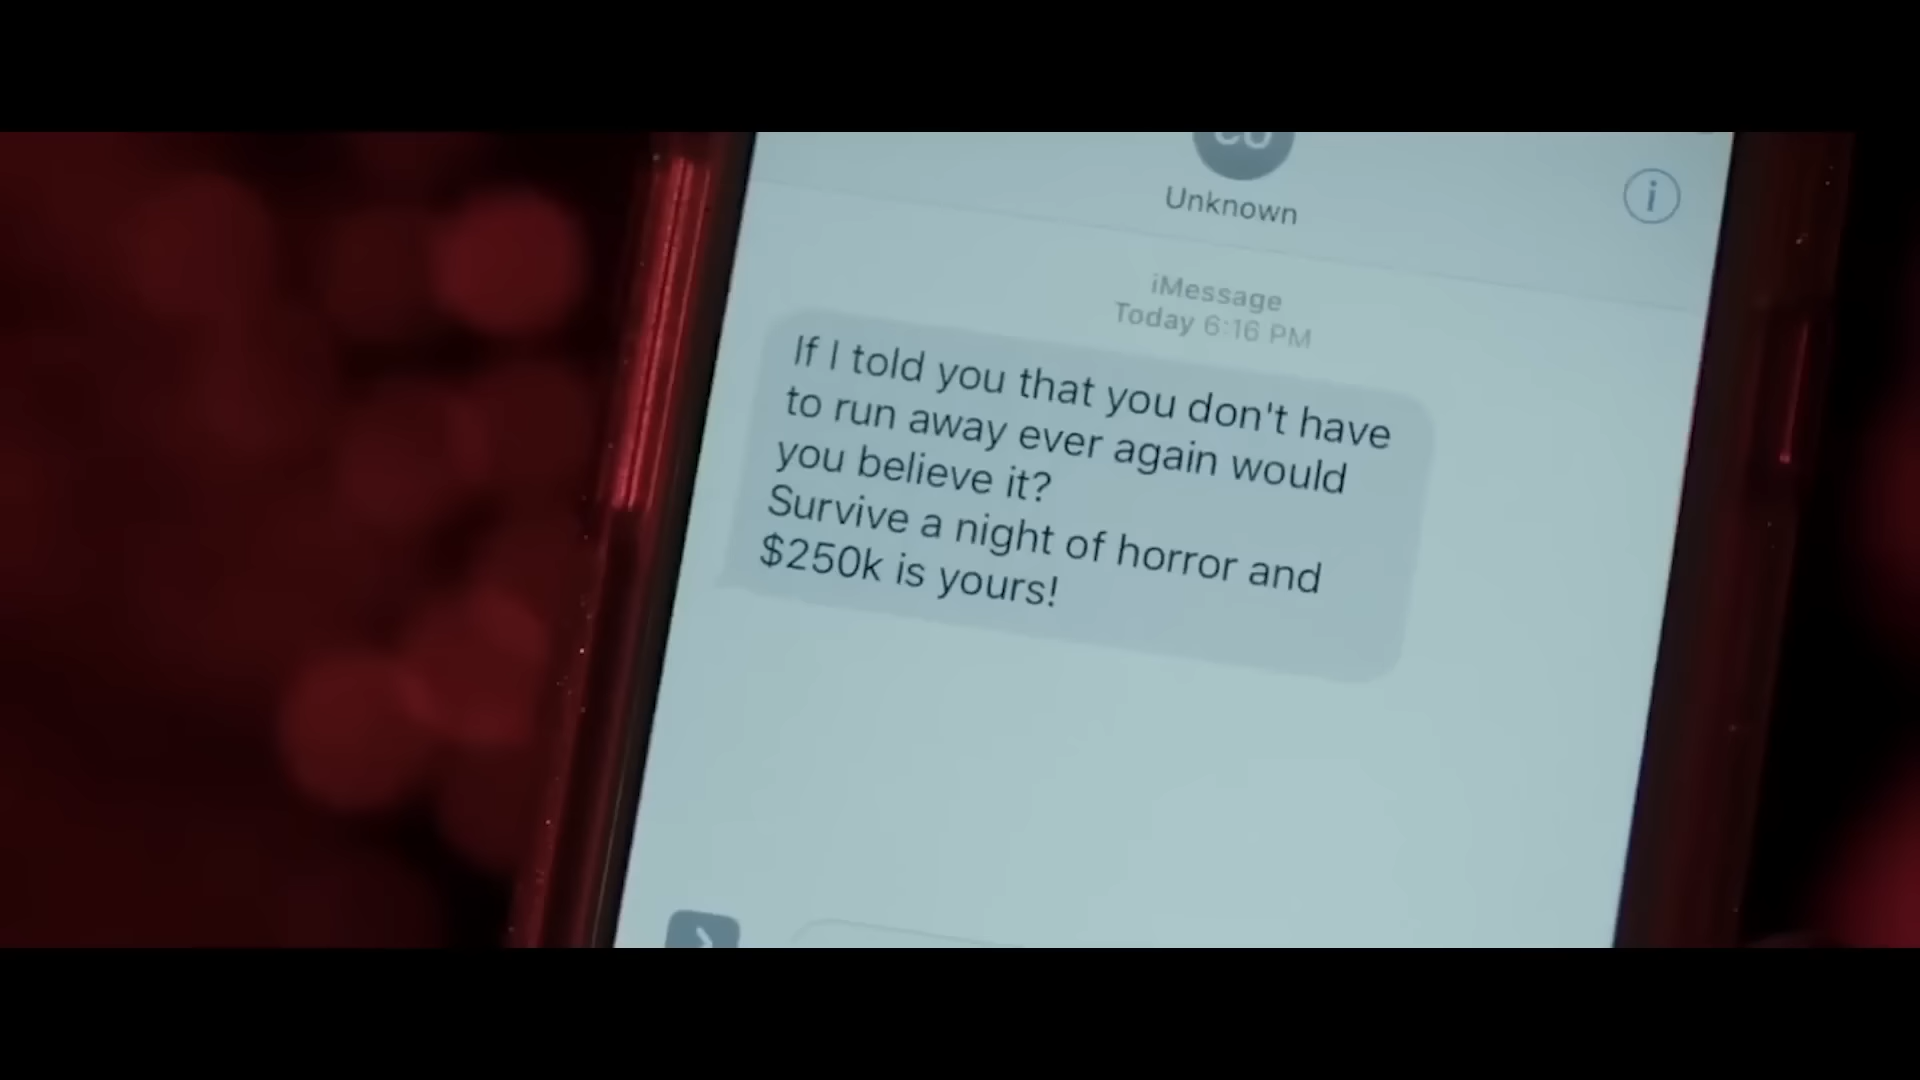 Unknown
iMessage
Today 6:16 PM
If I told you that you don't have
to run away ever again would
you believe it?
Survive a night of horror and
$250k is yours!